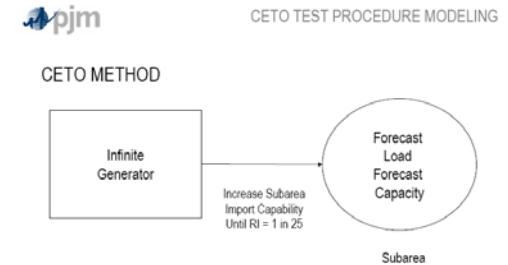 pjm
CETO TEST PROCEDURE MODELING
CETO METHOD
Infinite
Generator
Increase Subarea
Import Capability
Until RI = 1 in 25
Forecast
Load
Forecast
Capacity
Subarea